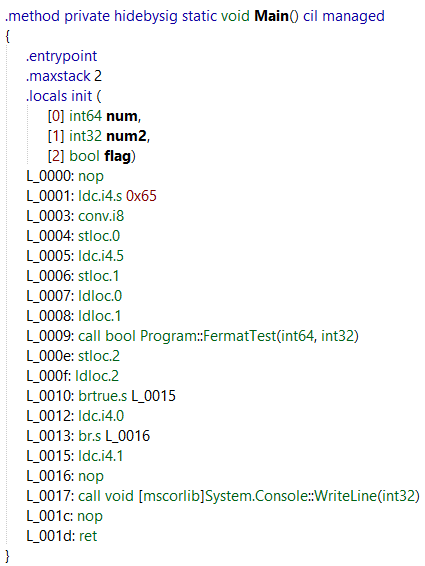 .method private hidebysig static void Main() cil managed
{
.entrypoint
.maxstack 2
.locals init (
[0] int64 num,
[1] int32 num2,
[2] bool flag)
L_0000: nop
L_0001: ldc.i4.s 0x65
L_0003: conv.i8
L_0004: stloc.0
L_0005: ldc.i4.5
L_0006: stloc.1
L_0007: ldloc.0
L_0008: ldloc.1
L_0009: call bool Program::FermatTest(int64, int32)
L_000e: stloc.2
L_000f: ldloc.2
L_0010: brtrue.s L_0015
L_0012: ldc.i4.0
L_0013: br.s L_0016
L_0015: ldc.i4.1
L_0016: nop
L_0017: call void [mscorlib]System.Console::WriteLine(int32)
L_001c: nop
L_001d: ret
}